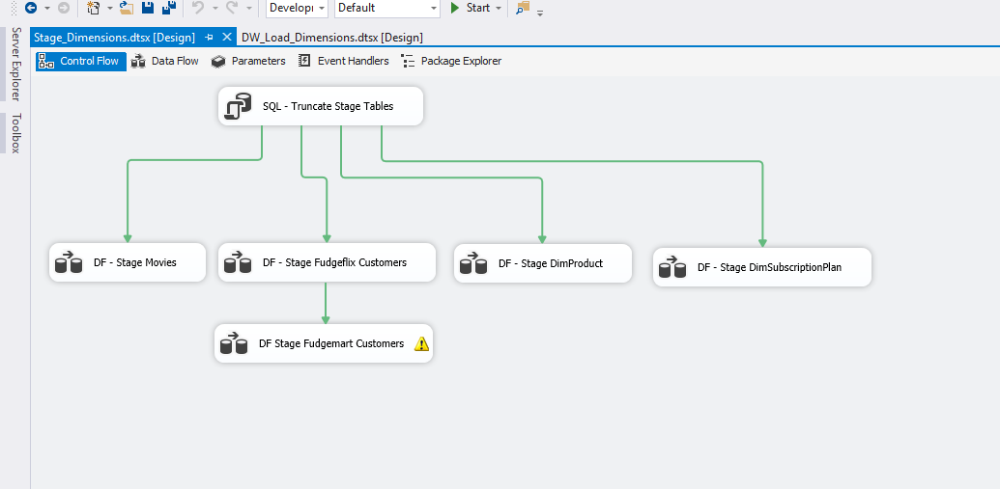 Developi
Default
Start
Stage_Dimensions.dtsx [Design]
DW_Load_Dimensions.dtsx [Design]
Control Flow
Data Flow
Parameters
Event Handlers
Package Explorer
Server Explorer
Toolbox
SQL - Truncate Stage Tables
DF - Stage Movies
DF - Stage Fudgeflix Customers
DF - Stage DimProduct
DF - Stage DimSubscriptionPlan
DF Stage Fudgemart Customers